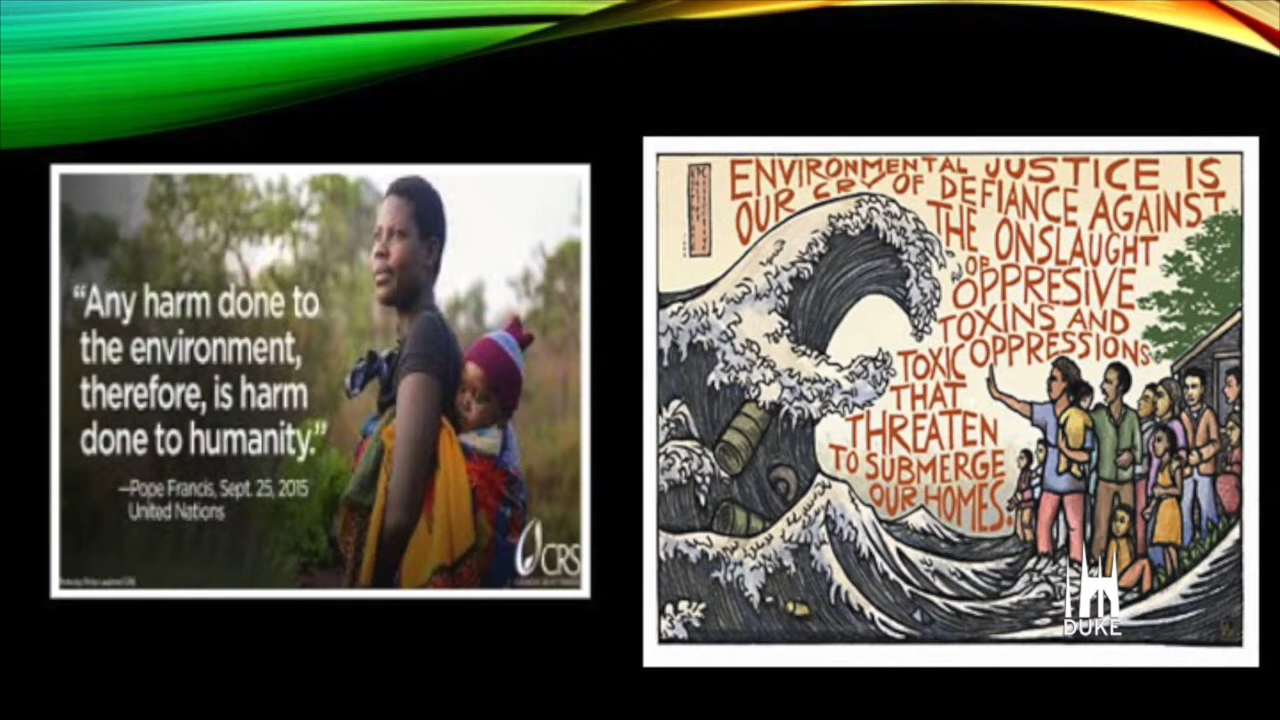 “Any harm done to
the environment,
therefore, is harm
done to humanity.”
—Pope Francis, Sept. 25, 2015
United Nations
CRS
ENVIRONMENTAL JUSTICE IS
OUR CRY OF DEFIANCE AGAINST
THE ONSLAUGHT
OF
OPPRESIVE
TOXINS AND
TOXIC OPPRESSIONS
THAT
THREATEN
TO SUBMERGE
OUR HOMES.
DUKE